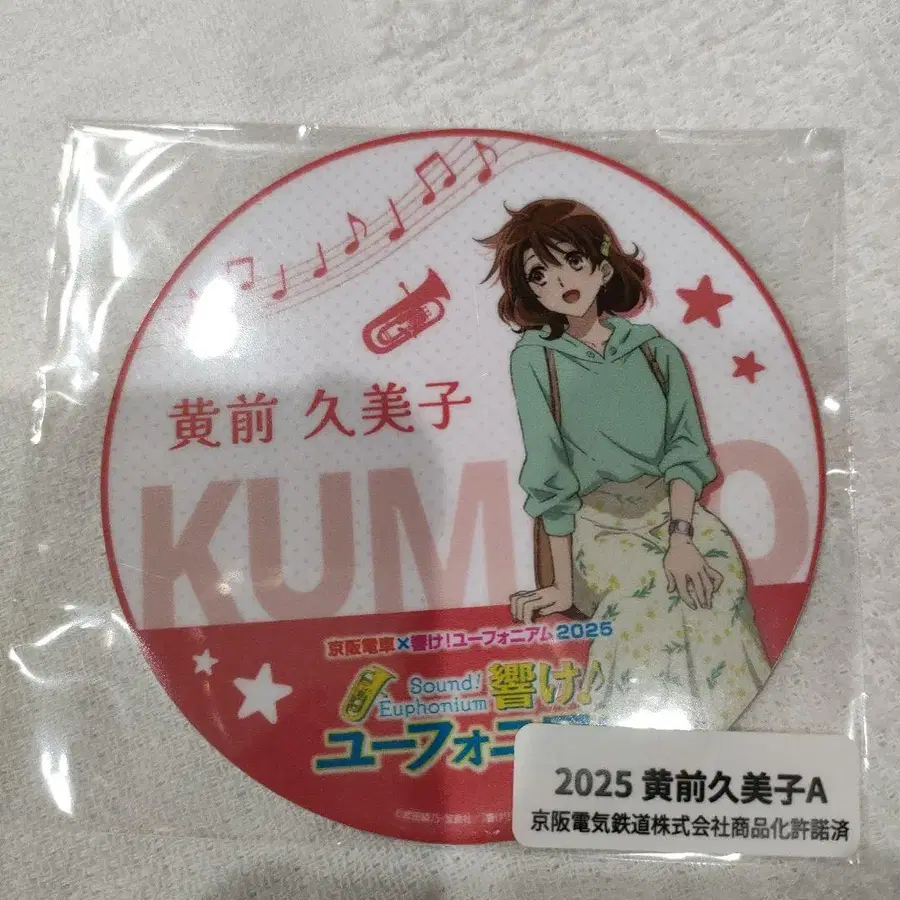 黄前 久美子
KUM O
京阪電車×響け!ユーフォニアム2025
Sound! Euphonium 響け!
ユーフォニ
2025 黄前久美子A
京阪電気鉄道株式会社商品化許諾済